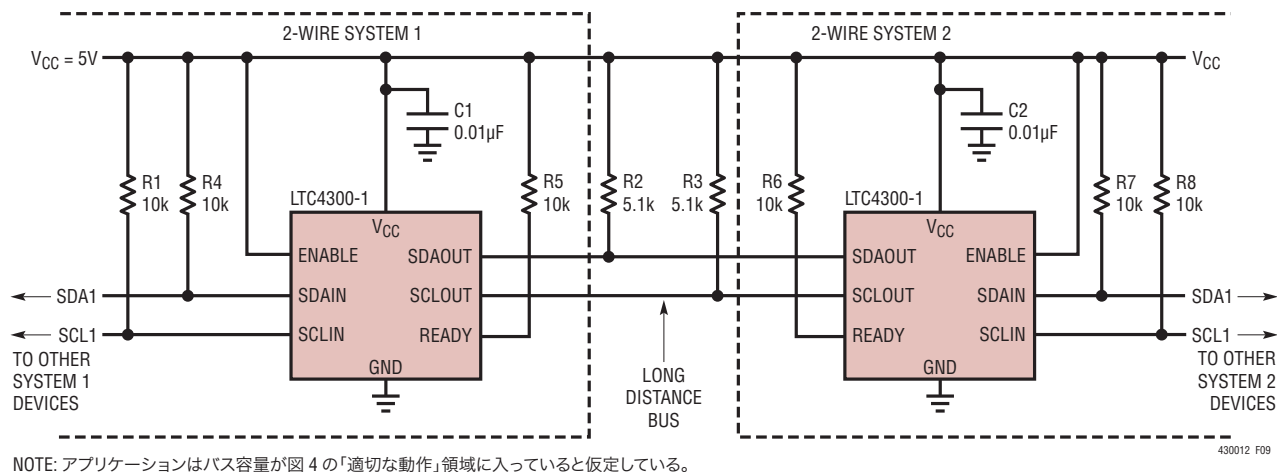 2-WIRE SYSTEM 1
2-WIRE SYSTEM 2
VCC = 5V
VCC
C1
0.01µF
C2
0.01µF
R1
10k
R4
10k
R5
10k
R2
5.1k
R3
5.1k
R6
10k
R7
10k
R8
10k
LTC4300-1
VCC
ENABLE
SDAIN
SCLIN
SDAOUT
SCLOUT
READY
GND
LTC4300-1
VCC
SDAOUT
SCLOUT
READY
ENABLE
SDAIN
SCLIN
GND
SDA1
SCL1
TO OTHER
SYSTEM 1
DEVICES
LONG
DISTANCE
BUS
SDA1
SCL1
TO OTHER
SYSTEM 2
DEVICES
430012 F09
NOTE: アプリケーションはバス容量が図 4 の「適切な動作」領域に入っていると仮定している。